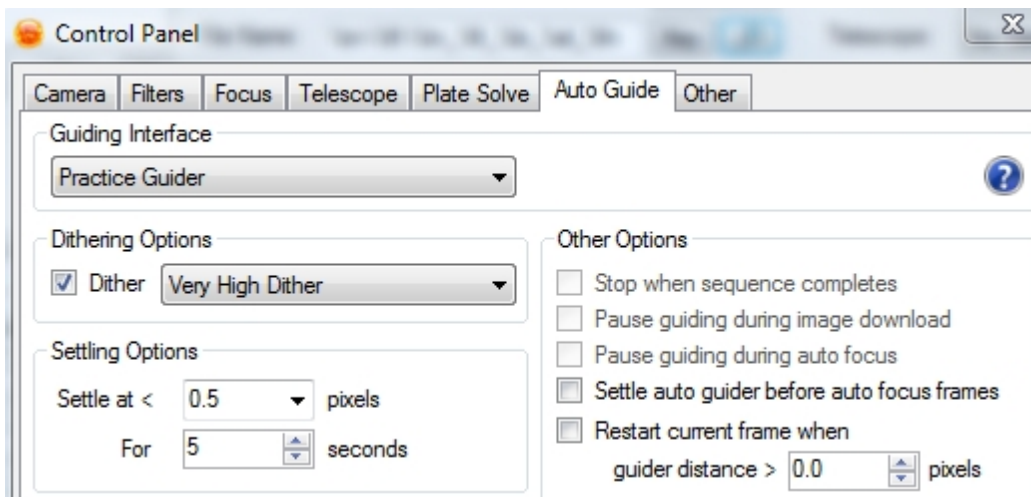 Control Panel
Camera Filters Focus Telescope Plate Solve Auto Guide Other
Guiding Interface
Practice Guider
?
Dithering Options
Dither Very High Dither
Settling Options
Settle at < 0.5 pixels
For 5 seconds
Other Options
Stop when sequence completes
Pause guiding during image download
Pause guiding during auto focus
Settle auto guider before auto focus frames
Restart current frame when
guider distance > 0.0 pixels